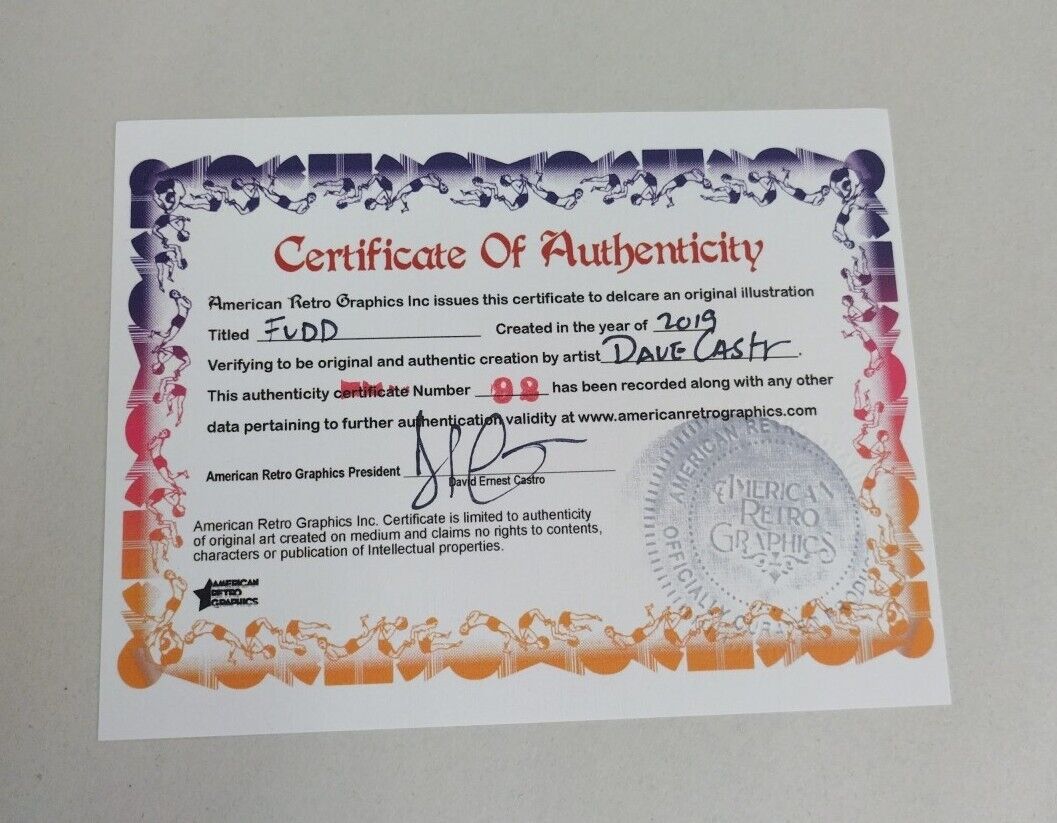 Certificate Of Authenticity
American Retro Graphics Inc issues this certificate to delcare an original illustration
Titled FUDD Created in the year of 2019
Verifying to be original and authentic creation by artist DAVE CASTR.
This authenticity certificate Number 98 has been recorded along with any other
data pertaining to further authentication validity at www.americanretrographics.com
American Retro Graphics President
David Ernest Castro
American Retro Graphics Inc. Certificate is limited to authenticity
of original art created on medium and claims no rights to contents,
characters or publication of Intellectual properties.
AMERICAN
RETRO
GRAPHICS
AMERICAN RETRO
AMERICAN
RETRO
GRAPHICS
OFFICIALLY